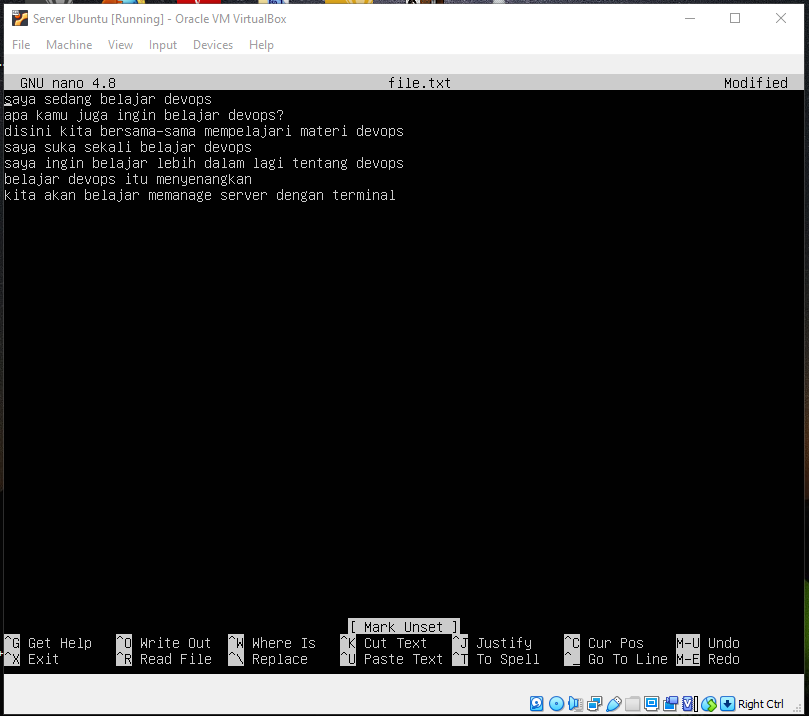 Server Ubuntu [Running] - Oracle VM VirtualBox
File Machine View Input Devices Help
GNU nano 4.8 file.txt Modified
saya sedang belajar devops
apa kamu juga ingin belajar devops?
disini kita bersama-sama mempelajari materi devops
saya suka sekali belajar devops
saya ingin belajar lebih dalam lagi tentang devops
belajar devops itu menyenangkan
kita akan belajar memanage server dengan terminal
[ Mark Unset ]
^G Get Help ^O Write Out ^W Where Is ^K Cut Text ^J Justify ^C Cur Pos M-U Undo
^X Exit ^R Read File ^\ Replace ^U Paste Text ^T To Spell ^_ Go To Line M-E Redo
Right Ctrl